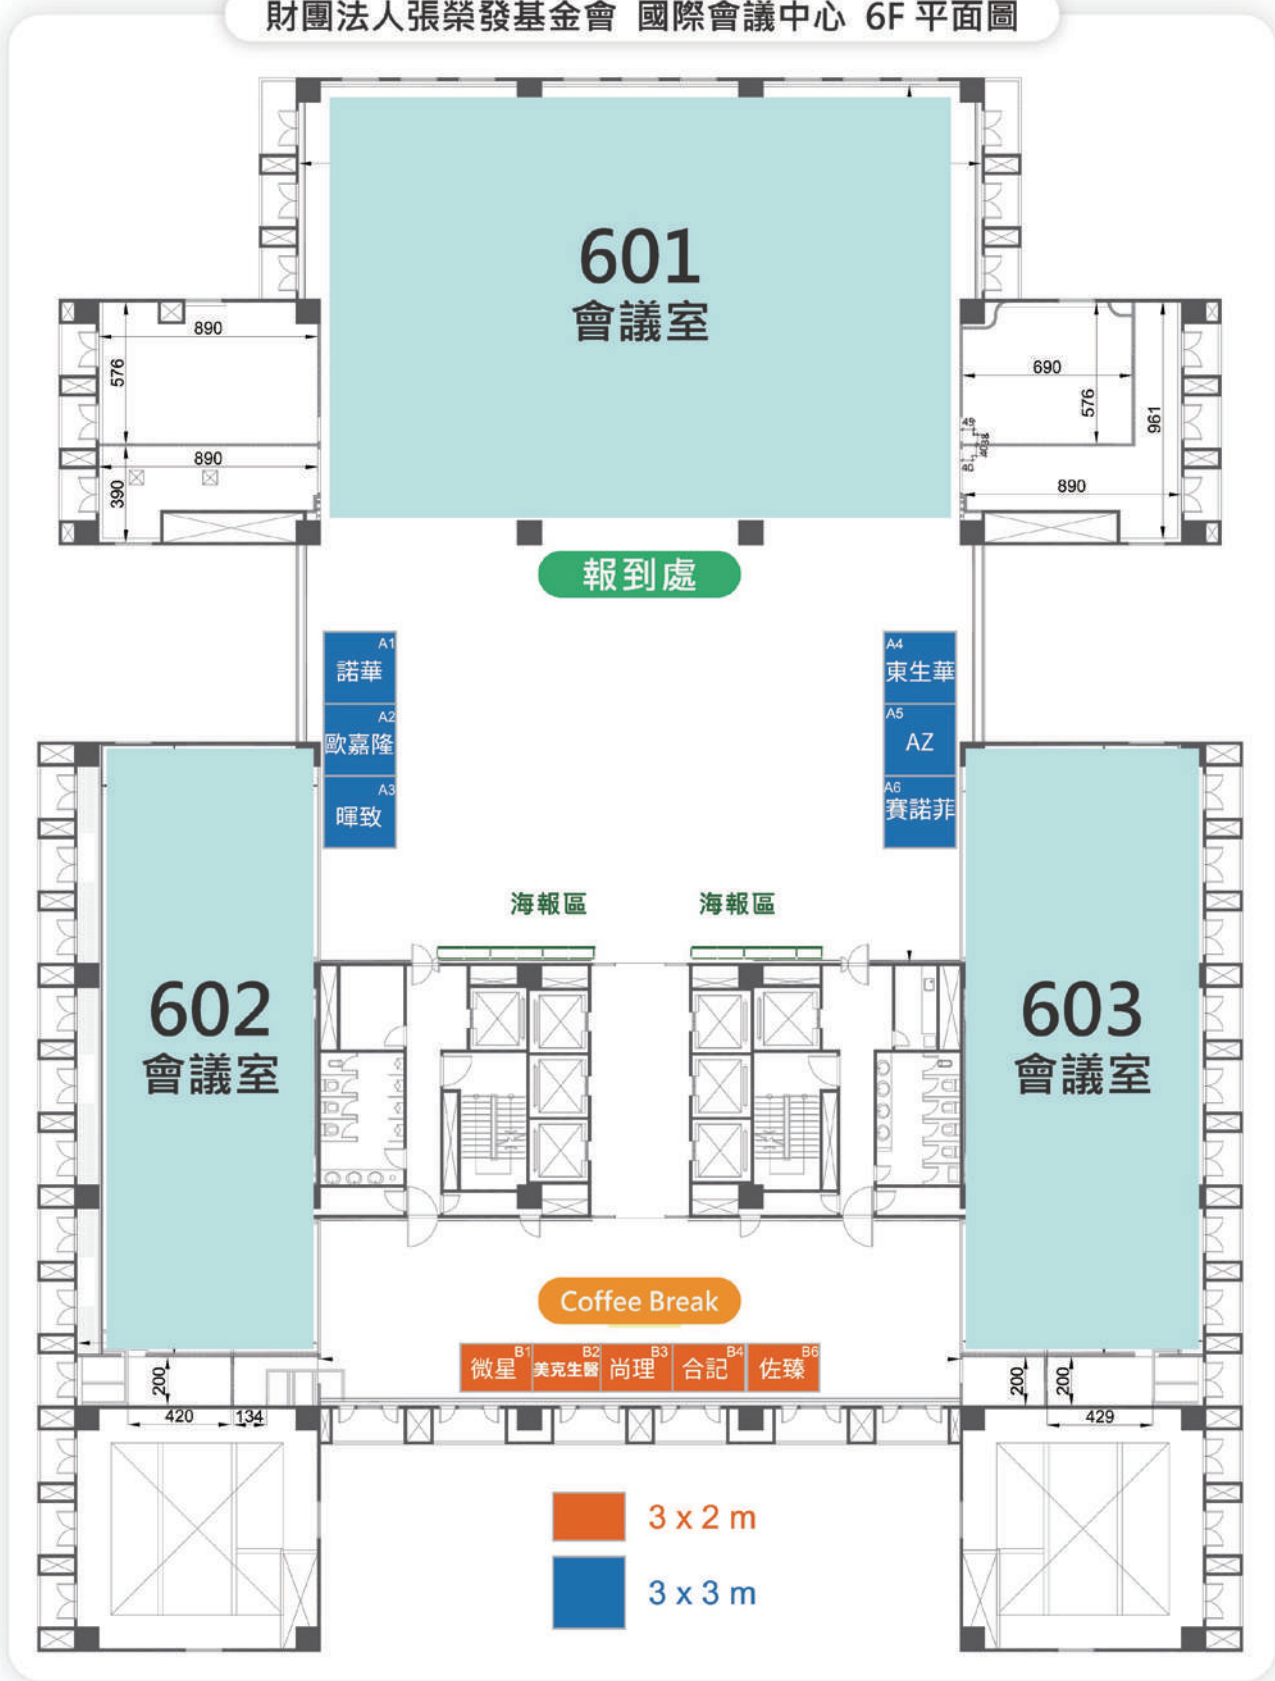 財團法人張榮發基金會 國際會議中心 6F 平面圖
601
會議室
890
576
890
390
690
576
961
890
報到處
A1
諾華
A2
歐嘉隆
A3
暉致
A4
東生華
A5
AZ
A6
賽諾菲
海報區
海報區
602
會議室
603
會議室
Coffee Break
B1
微星
B2
美克生醫
B3
尚理
B4
合記
B6
佐臻
200
420
134
200
200
429
3 x 2 m
3 x 3 m